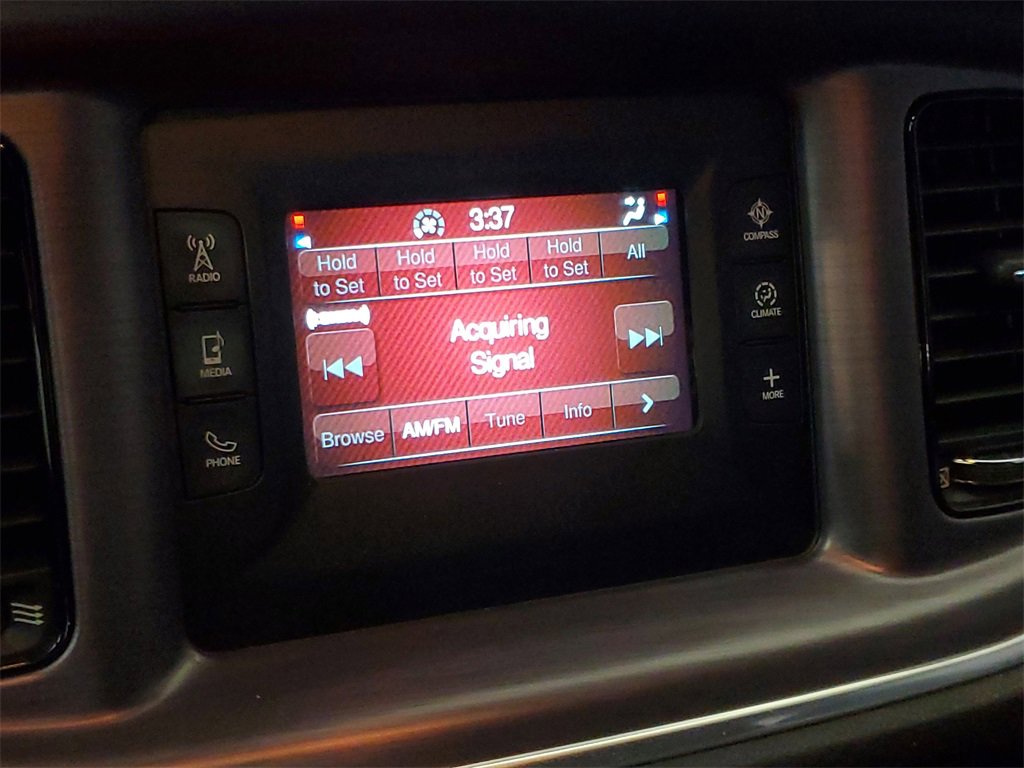 3:37
Hold to Set
Hold to Set
Hold to Set
Hold to Set
All
RADIO
MEDIA
PHONE
Acquiring
Signal
Browse
AM/FM
Tune
Info
N
COMPASS
CLIMATE
MORE